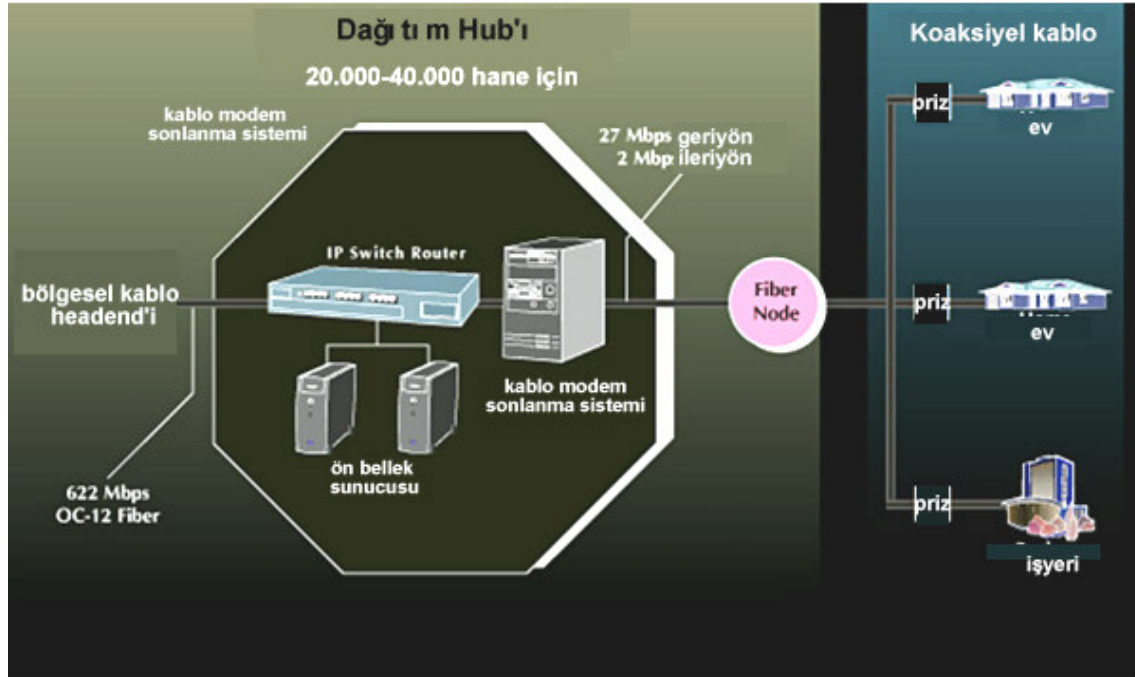 Dağıtım Hub'ı
20.000-40.000 hane için
Koaksiyel kablo
kablo modem
sonlanma sistemi
27 Mbps geriyön
2 Mbp ileriyön
priz
ev
IP Switch Router
bölgesel kablo
headend'i
Fiber
Node
priz
ev
kablo modem
sonlanma sistemi
ön bellek
sunucusu
622 Mbps
OC-12 Fiber
priz
işyeri